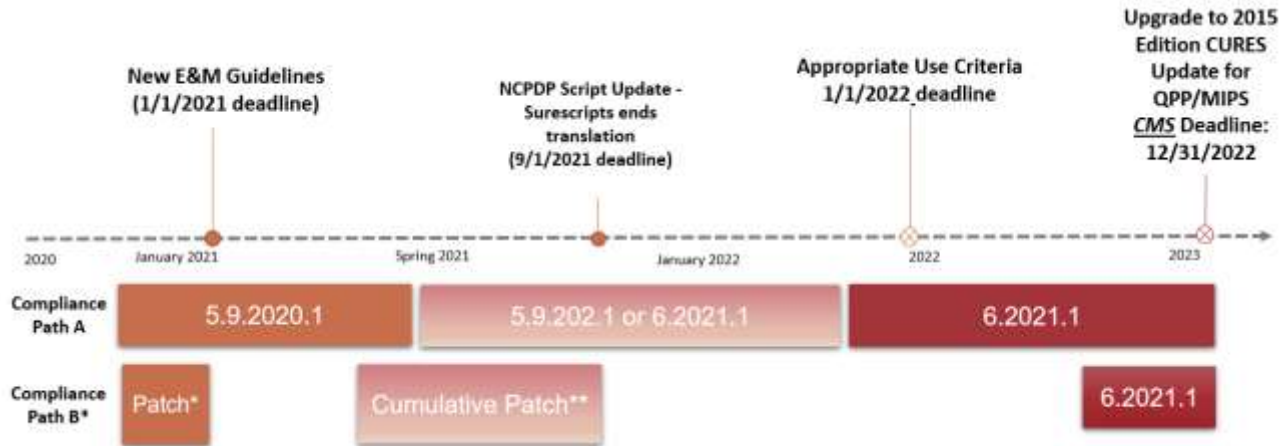 New E&M Guidelines
(1/1/2021 deadline)
NCPDP Script Update -
Surescripts ends
translation
(9/1/2021 deadline)
Appropriate Use Criteria
1/1/2022 deadline
Upgrade to 2015
Edition CURES
Update for
QPP/MIPS
CMS Deadline:
12/31/2022
2020
January 2021
Spring 2021
January 2022
2022
2023
Compliance
Path A
5.9.2020.1
5.9.202.1 or 6.2021.1
6.2021.1
Compliance
Path B*
Patch*
Cumulative Patch**
6.2021.1